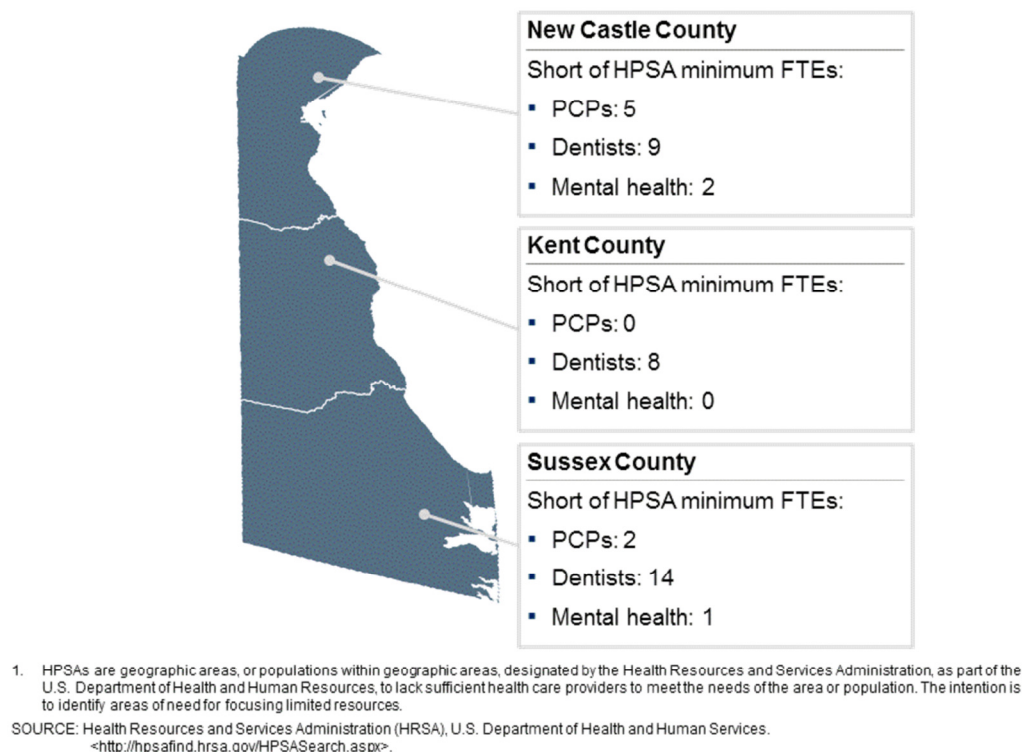 New Castle County
Short of HPSA minimum FTEs:
▪ PCPs: 5
▪ Dentists: 9
▪ Mental health: 2
Kent County
Short of HPSA minimum FTEs:
▪ PCPs: 0
▪ Dentists: 8
▪ Mental health: 0
Sussex County
Short of HPSA minimum FTEs:
▪ PCPs: 2
▪ Dentists: 14
▪ Mental health: 1
1. HPSAs are geographic areas, or populations within geographic areas, designated by the Health Resources and Services Administration, as part of the
U.S. Department of Health and Human Resources, to lack sufficient health care providers to meet the needs of the area or population. The intention is
to identify areas of need for focusing limited resources.
SOURCE: Health Resources and Services Administration (HRSA), U.S. Department of Health and Human Services.
<http://hpsafind.hrsa.gov/HPSASearch.aspx>.